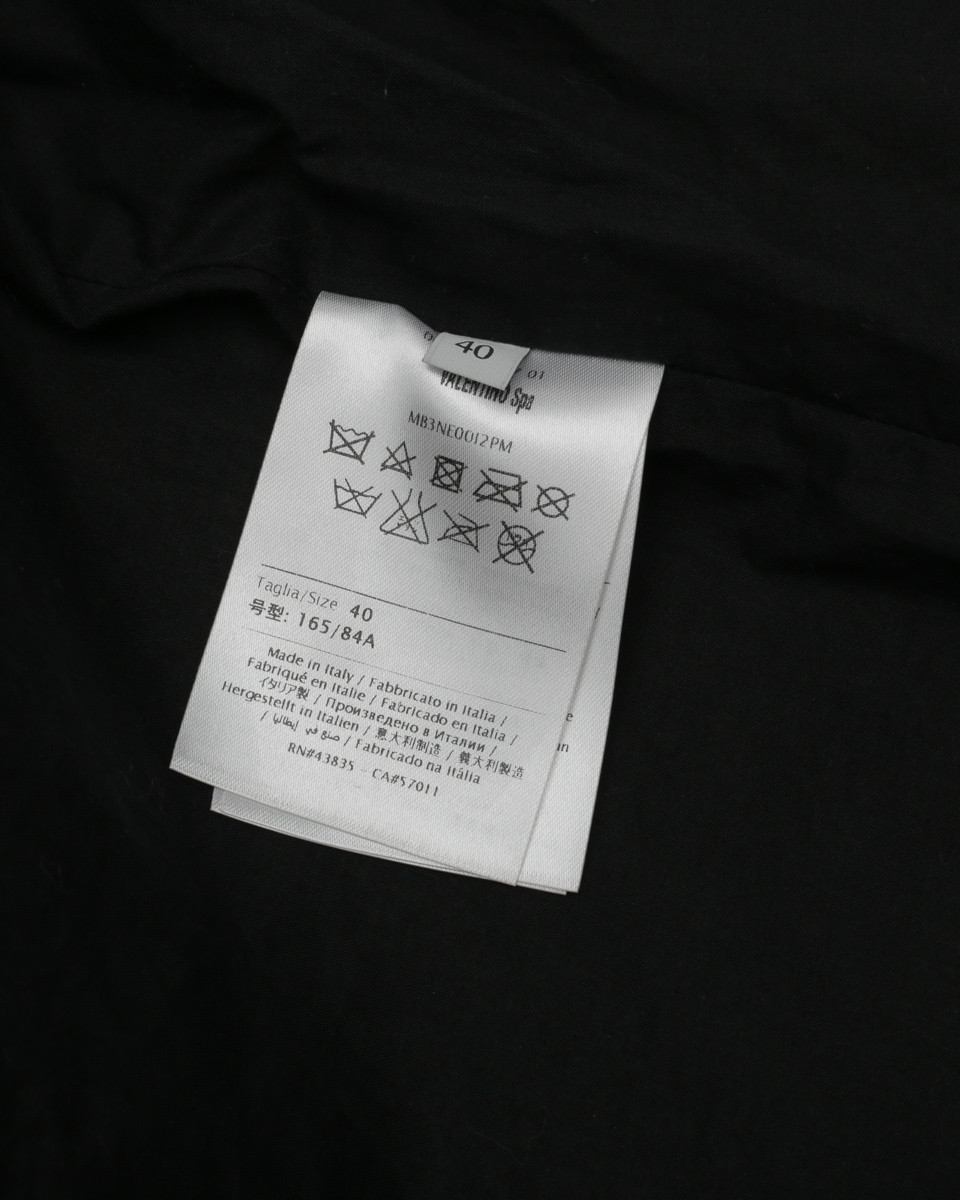 40
01
VALENTINO Spa
MB3NE0012PM
Taglia/Size 40
号型: 165/84A
Made in Italy / Fabbricato in Italia /
Fabriqué en Italie / Fabricado en Italia /
イタリア製 / Произведено в Италии /
Hergestellt in Italien / 意大利制造 / 義大利製造
/ صنع في إيطاليا / Fabricado na Itália
RN#43835 - CA#57011